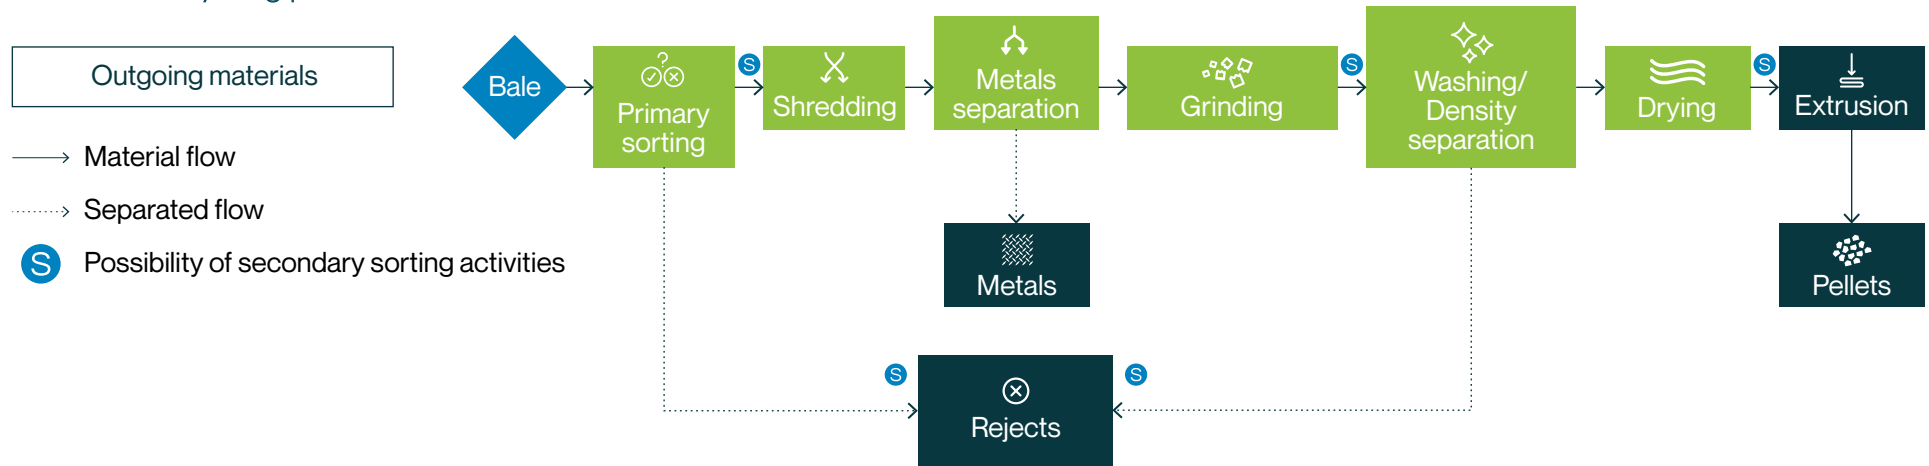 Outgoing materials
Material flow
Separated flow
S Possibility of secondary sorting activities
Bale
Primary
sorting
S
Shredding
Metals
separation
Grinding
S
Washing/
Density
separation
Drying
S
Extrusion
Metals
Pellets
S
Rejects
S